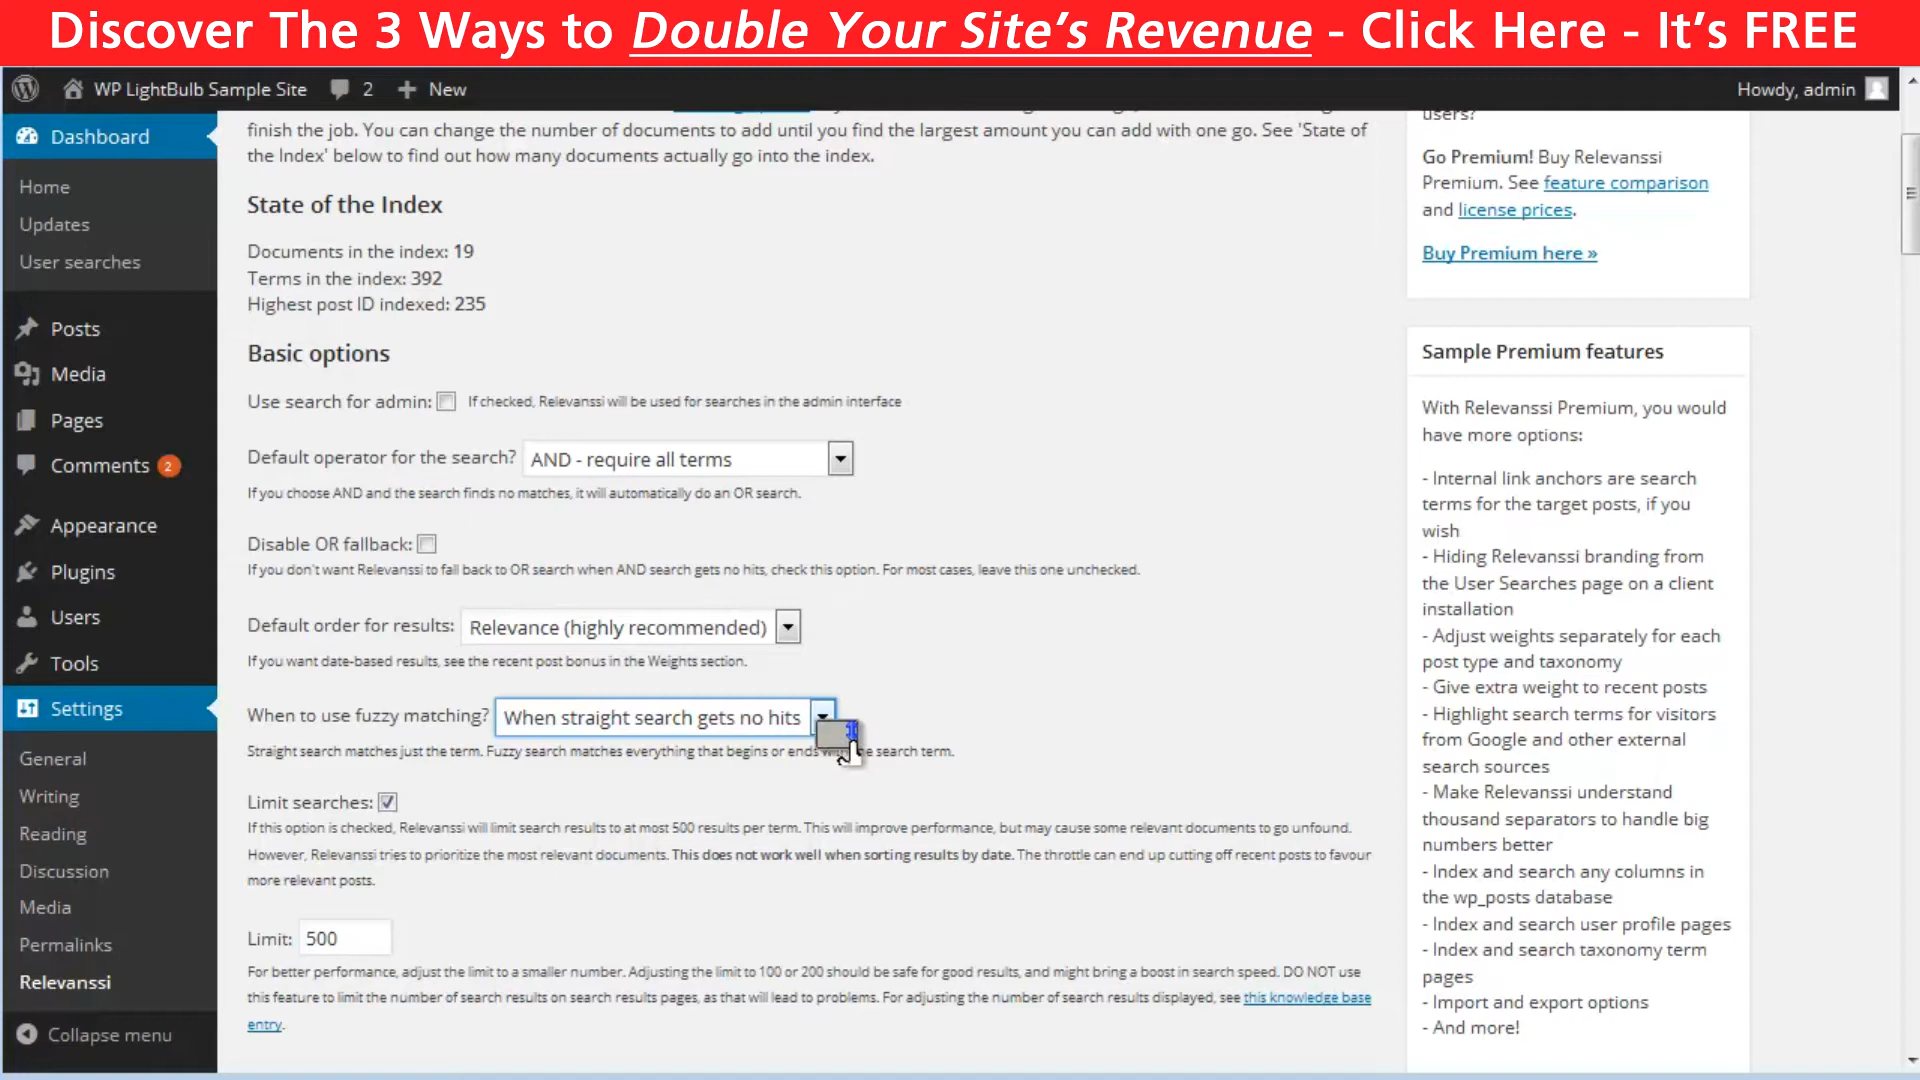 Discover The 3 Ways to Double Your Site's Revenue - Click Here - It's FREE
WP LightBulb Sample Site
2
New
Howdy, admin
Dashboard
Home
Updates
User searches
Posts
Media
Pages
Comments 2
Appearance
Plugins
Users
Tools
Settings
General
Writing
Reading
Discussion
Media
Permalinks
Relevanssi
Collapse menu
finish the job. You can change the number of documents to add until you find the largest amount you can add with one go. See 'State of
the Index' below to find out how many documents actually go into the index.
State of the Index
Documents in the index: 19
Terms in the index: 392
Highest post ID indexed: 235
Basic options
Use search for admin: If checked, Relevanssi will be used for searches in the admin interface
Default operator for the search? AND - require all terms
If you choose AND and the search finds no matches, it will automatically do an OR search.
Disable OR fallback:
If you don't want Relevanssi to fall back to OR search when AND search gets no hits, check this option. For most cases, leave this one unchecked.
Default order for results: Relevance (highly recommended)
If you want date-based results, see the recent post bonus in the Weights section.
When to use fuzzy matching? When straight search gets no hits
Straight search matches just the term. Fuzzy search matches everything that begins or ends search term.
Limit searches:
If this option is checked, Relevanssi will limit search results to at most 500 results per term. This will improve performance, but may cause some relevant documents to go unfound.
However, Relevanssi tries to prioritize the most relevant documents. This does not work well when sorting results by date. The throttle can end up cutting off recent posts to favour
more relevant posts.
Limit: 500
For better performance, adjust the limit to a smaller number. Adjusting the limit to 100 or 200 should be safe for good results, and might bring a boost in search speed. DO NOT use
this feature to limit the number of search results on search results pages, as that will lead to problems. For adjusting the number of search results displayed, see this knowledge base
entry.
users?
Go Premium! Buy Relevanssi
Premium. See feature comparison
and license prices.
Buy Premium here »
Sample Premium features
With Relevanssi Premium, you would
have more options:
- Internal link anchors are search
terms for the target posts, if you
wish
- Hiding Relevanssi branding from
the User Searches page on a client
installation
- Adjust weights separately for each
post type and taxonomy
- Give extra weight to recent posts
- Highlight search terms for visitors
from Google and other external
search sources
- Make Relevanssi understand
thousand separators to handle big
numbers better
- Index and search any columns in
the wp_posts database
- Index and search user profile pages
- Index and search taxonomy term
pages
- Import and export options
- And more!